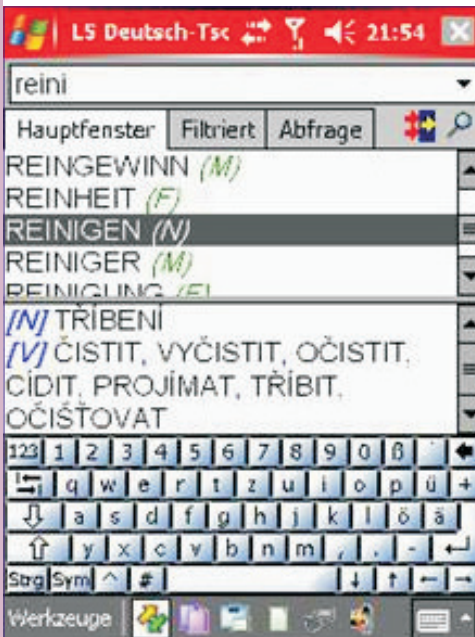 L5 Deutsch-Tsc 21:54
reini
Hauptfenster Filtriert Abfrage
REINGEWINN (M)
REINHEIT (F)
REINIGEN (N)
REINIGER (M)
REINIGUNG (F)
[N] TŘÍBENÍ
[V] ČISTIT, VYČISTIT, OČISTIT,
CÍDIT, PROJÍMAT, TŘÍBIT,
OČIŠŤOVAT
123 1 2 3 4 5 6 7 8 9 0 ß ´
q w e r t z u i o p ü +
a s d f g h j k l ö ä
y x c v b n m , . -
Strg Sym ^ #
Werkzeuge